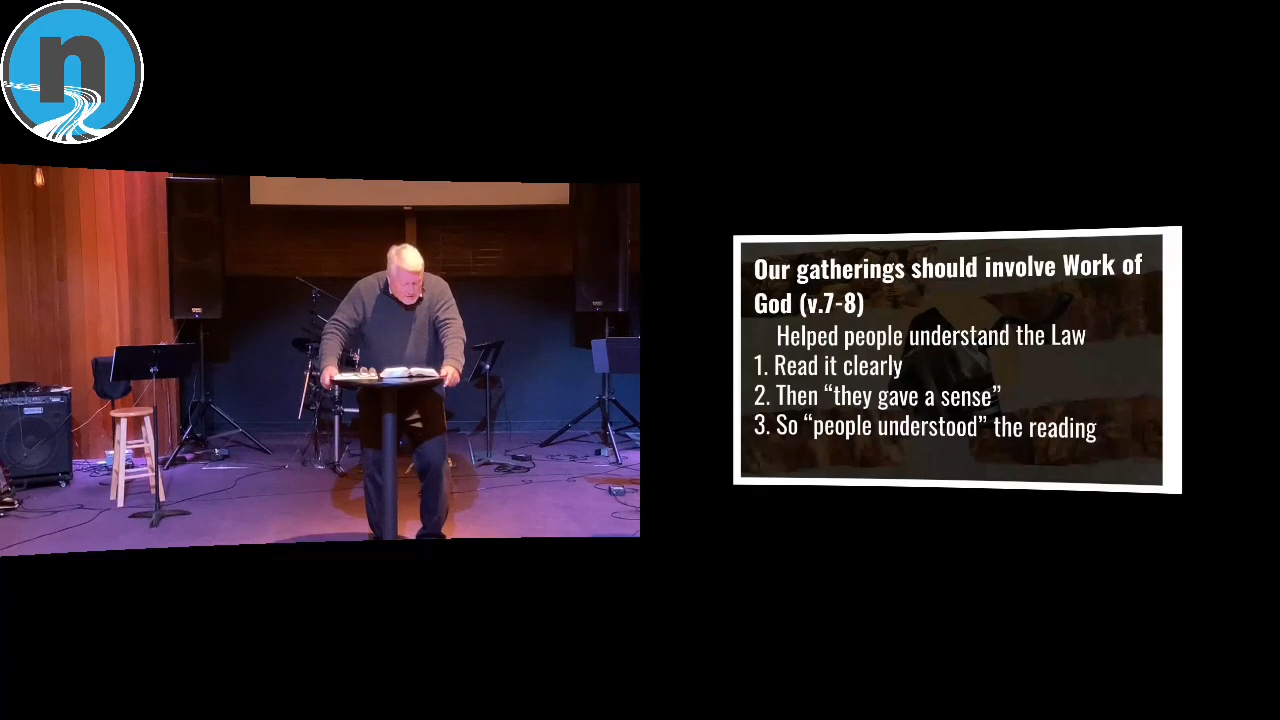 n
Our gatherings should involve Work of
God (v.7-8)
Helped people understand the Law
1. Read it clearly
2. Then “they gave a sense”
3. So “people understood” the reading